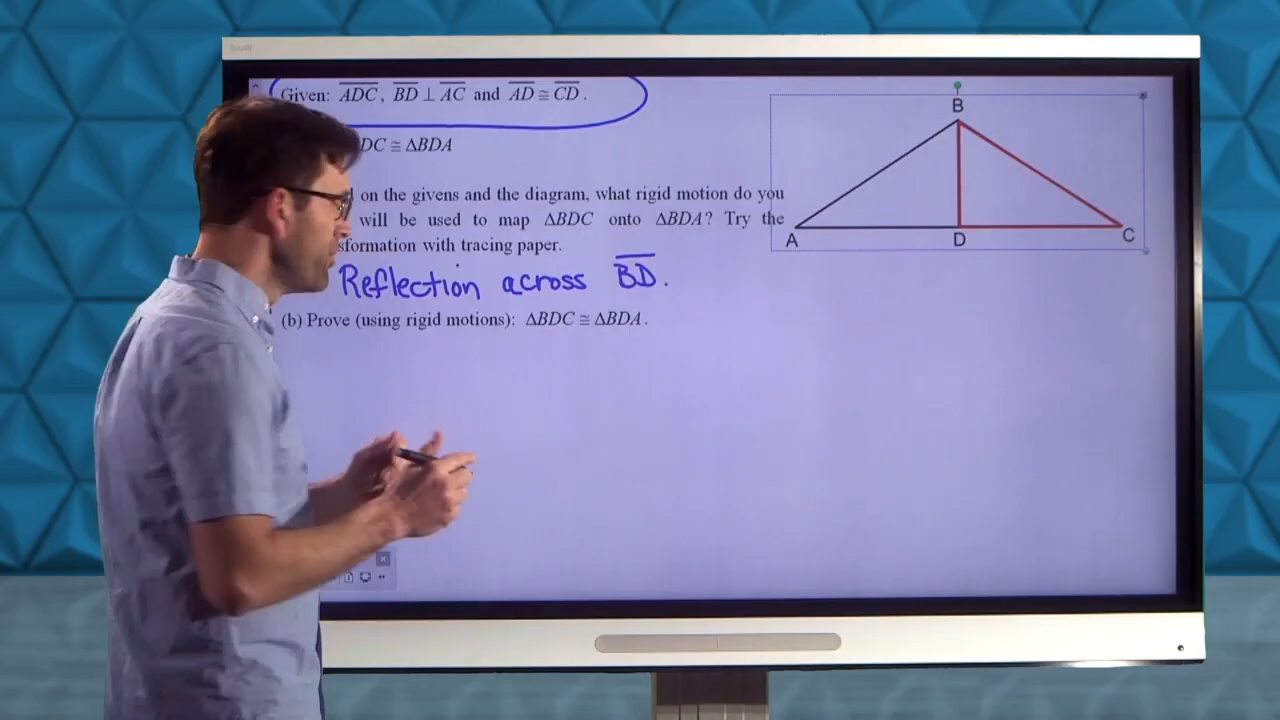 Given: ADC, BD ⊥ AC and AD ≅ CD.
DC ≅ ΔBDA
on the givens and the diagram, what rigid motion do you
will be used to map ΔBDC onto ΔBDA? Try the
sformation with tracing paper.
Reflection across BD.
(b) Prove (using rigid motions): ΔBDC ≅ ΔBDA.
B
A
D
C